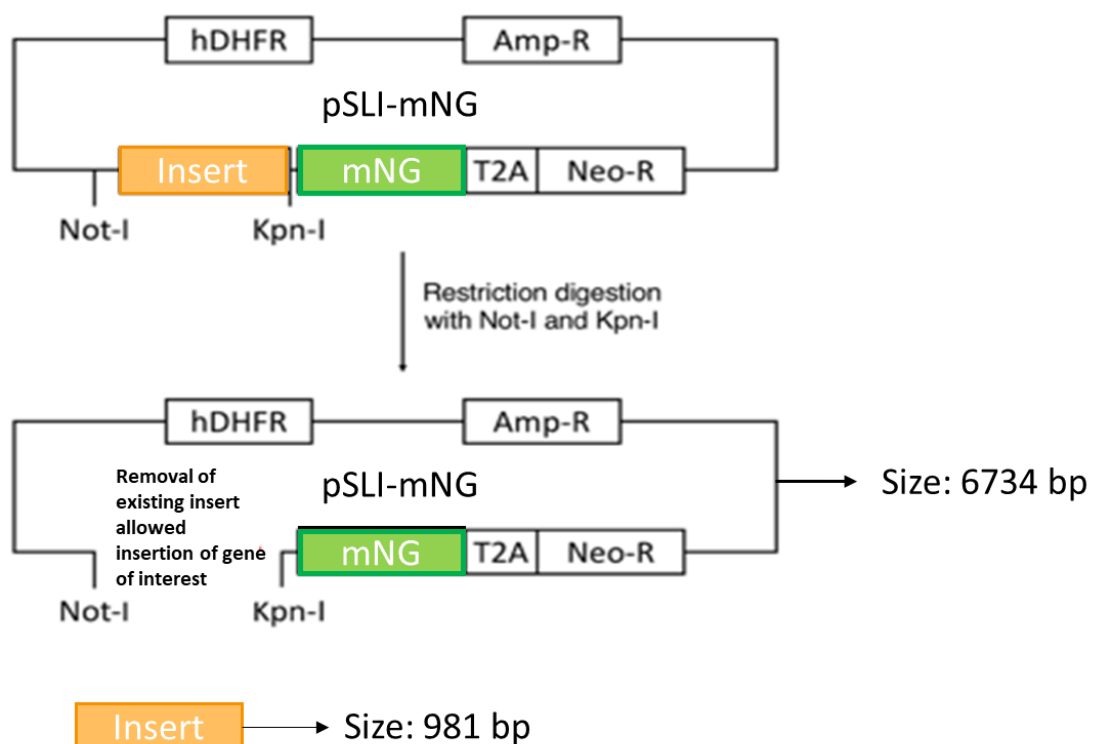 hDHFR Amp-R
pSLI-mNG
Insert mNG T2A Neo-R
Not-I Kpn-I
Restriction digestion
with Not-I and Kpn-I
hDHFR Amp-R
Removal of
existing insert
allowed
insertion of gene
of interest
pSLI-mNG
Size: 6734 bp
mNG T2A Neo-R
Not-I Kpn-I
Insert Size: 981 bp